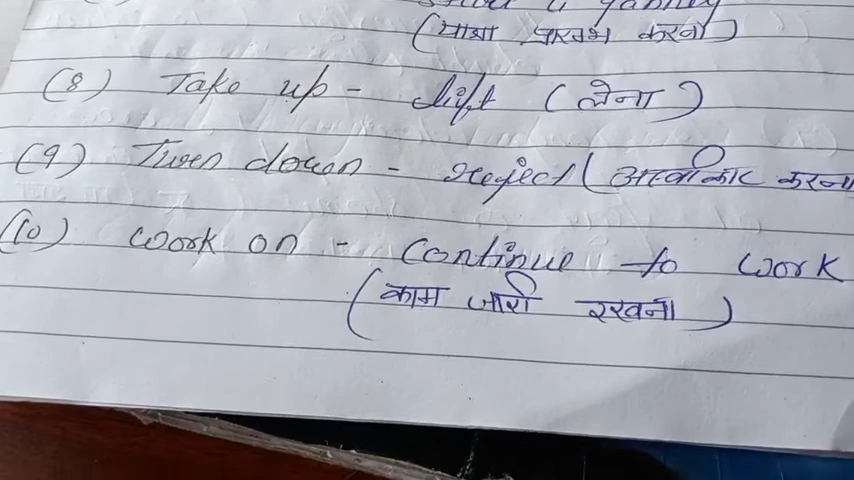 (यात्रा प्रारम्भ करना)
(8) Take up - lift (लेना)
(9) Turn down - reject (अस्वीकार करना
(10) Work on - Continue to work
(काम जारी रखना)